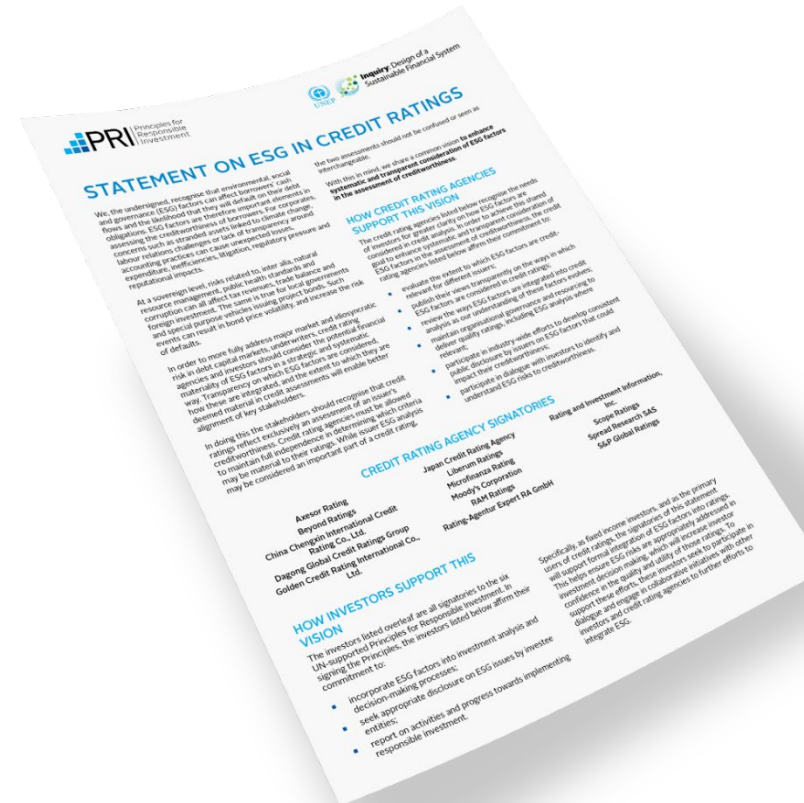 PRI Principles for
Responsible
Investment
UNEP
Inquiry: Design of a
Sustainable Financial System
STATEMENT ON ESG IN CREDIT RATINGS
We, the undersigned, recognise that environmental, social
and governance (ESG) factors can affect borrowers' cash
flows and the likelihood that they will default on their debt
obligations. ESG factors are therefore important elements in
assessing the creditworthiness of borrowers. For corporates,
concerns such as stranded assets linked to climate change,
labour relations challenges or lack of transparency around
accounting practices can cause unexpected losses,
expenditure, inefficiencies, litigation, regulatory pressure and
reputational impacts.
At a sovereign level, risks related to, inter alia, natural
resource management, public health standards and
corruption can all affect tax revenues, trade balance and
foreign investment. The same is true for local governments
and special purpose vehicles issuing project bonds. Such
events can result in bond price volatility, and increase the risk
of defaults.
In order to more fully address major market and idiosyncratic
risk in debt capital markets, underwriters, credit rating
agencies and investors should consider the potential financial
materiality of ESG factors in a strategic and systematic
way. Transparency on which ESG factors are considered,
how these are integrated, and the extent to which they are
deemed material in credit assessments will enable better
alignment of key stakeholders.
In doing this the stakeholders should recognise that credit
ratings reflect exclusively an assessment of an issuer's
creditworthiness. Credit rating agencies must be allowed
to maintain full independence in determining which criteria
may be material to their ratings. While issuer ESG analysis
may be considered an important part of a credit rating,
the two assessments should not be confused or seen as
interchangeable.
With this in mind, we share a common vision to enhance
systematic and transparent consideration of ESG factors
in the assessment of creditworthiness.
HOW CREDIT RATING AGENCIES
SUPPORT THIS VISION
The credit rating agencies listed below recognise the needs
of investors for greater clarity on how ESG factors are
considered in credit analysis. In order to achieve this shared
goal to enhance systematic and transparent consideration of
ESG factors in the assessment of creditworthiness, the credit
rating agencies listed below affirm their commitment to:
▪ evaluate the extent to which ESG factors are credit-
relevant for different issuers;
▪ publish their views transparently on the ways in which
ESG factors are considered in credit ratings;
▪ review the ways ESG factors are integrated into credit
analysis as our understanding of these factors evolves;
▪ maintain organisational governance and resourcing to
deliver quality ratings, including ESG analysis where
relevant;
▪ participate in industry-wide efforts to develop consistent
public disclosure by issuers on ESG factors that could
impact their creditworthiness;
▪ participate in dialogue with investors to identify and
understand ESG risks to creditworthiness.
CREDIT RATING AGENCY SIGNATORIES
Axesor Rating
Beyond Ratings
China Chengxin International Credit
Rating Co., Ltd.
Dagong Global Credit Ratings Group
Golden Credit Rating International Co.,
Ltd.
Japan Credit Rating Agency
Liberum Ratings
Microfinanza Rating
Moody's Corporation
RAM Ratings
Rating-Agentur Expert RA GmbH
Rating and Investment Information,
Inc.
Scope Ratings
Spread Research SAS
S&P Global Ratings
HOW INVESTORS SUPPORT THIS
VISION
The investors listed overleaf are all signatories to the six
UN-supported Principles for Responsible Investment. In
signing the Principles, the investors listed below affirm their
commitment to:
▪ incorporate ESG factors into investment analysis and
decision-making processes;
▪ seek appropriate disclosure on ESG issues by investee
entities;
▪ report on activities and progress towards implementing
responsible investment.
Specifically, as fixed income investors, and as the primary
users of credit ratings, the signatories of this statement
will support formal integration of ESG factors into ratings.
This helps ensure ESG risks are appropriately addressed in
investment decision making, which will increase investor
confidence in the quality and utility of those ratings. To
support these efforts, these investors seek to participate in
dialogue and engage in collaborative initiatives with other
investors and credit rating agencies to further efforts to
integrate ESG.